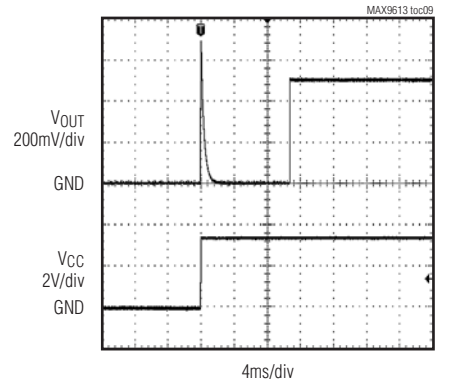 MAX9613 toc09
VOUT
200mV/div
GND
VCC
2V/div
GND
4ms/div